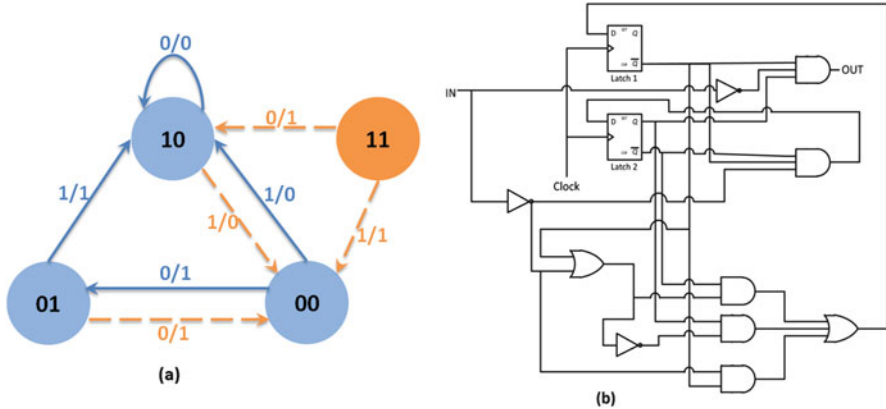 0/0
10
0/1
11
1/1
1/0
1/0
1/1
0/1
01
00
0/1
(a)
D
Q
Q
Latch 1
OUT
IN
D
Q
Q
Latch 2
Clock
(b)